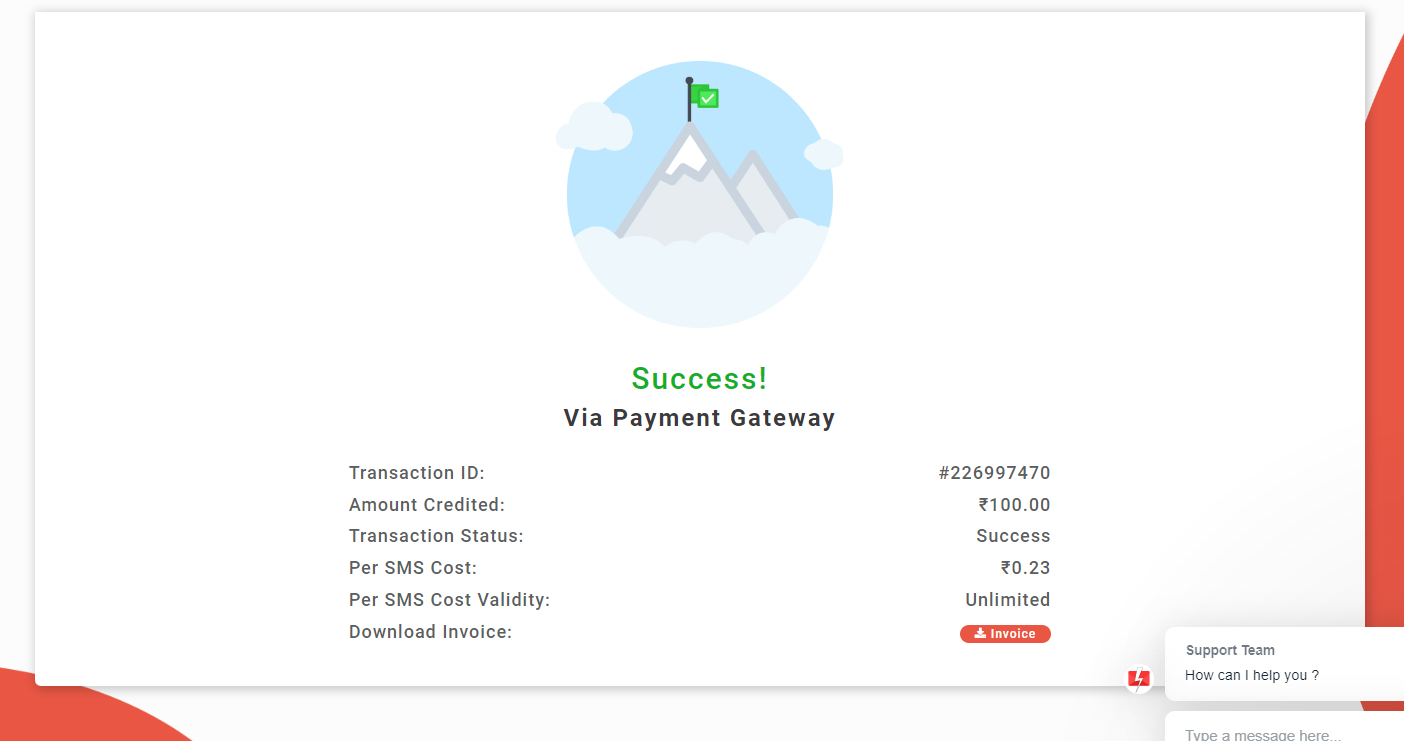 Success!
Via Payment Gateway
Transaction ID: #226997470
Amount Credited: ₹100.00
Transaction Status: Success
Per SMS Cost: ₹0.23
Per SMS Cost Validity: Unlimited
Download Invoice: Invoice
Support Team
How can I help you ?
Type a message here...